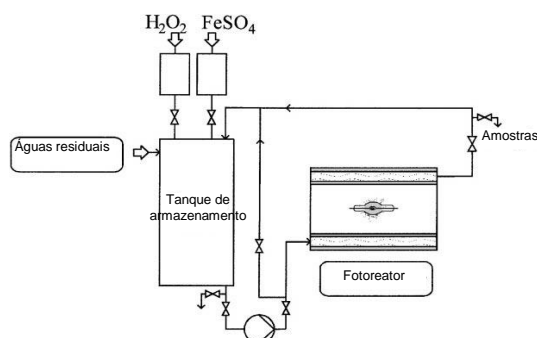 H₂O₂ FeSO₄
Águas residuais
Tanque de
armazenamento
Amostras
Fotoreator